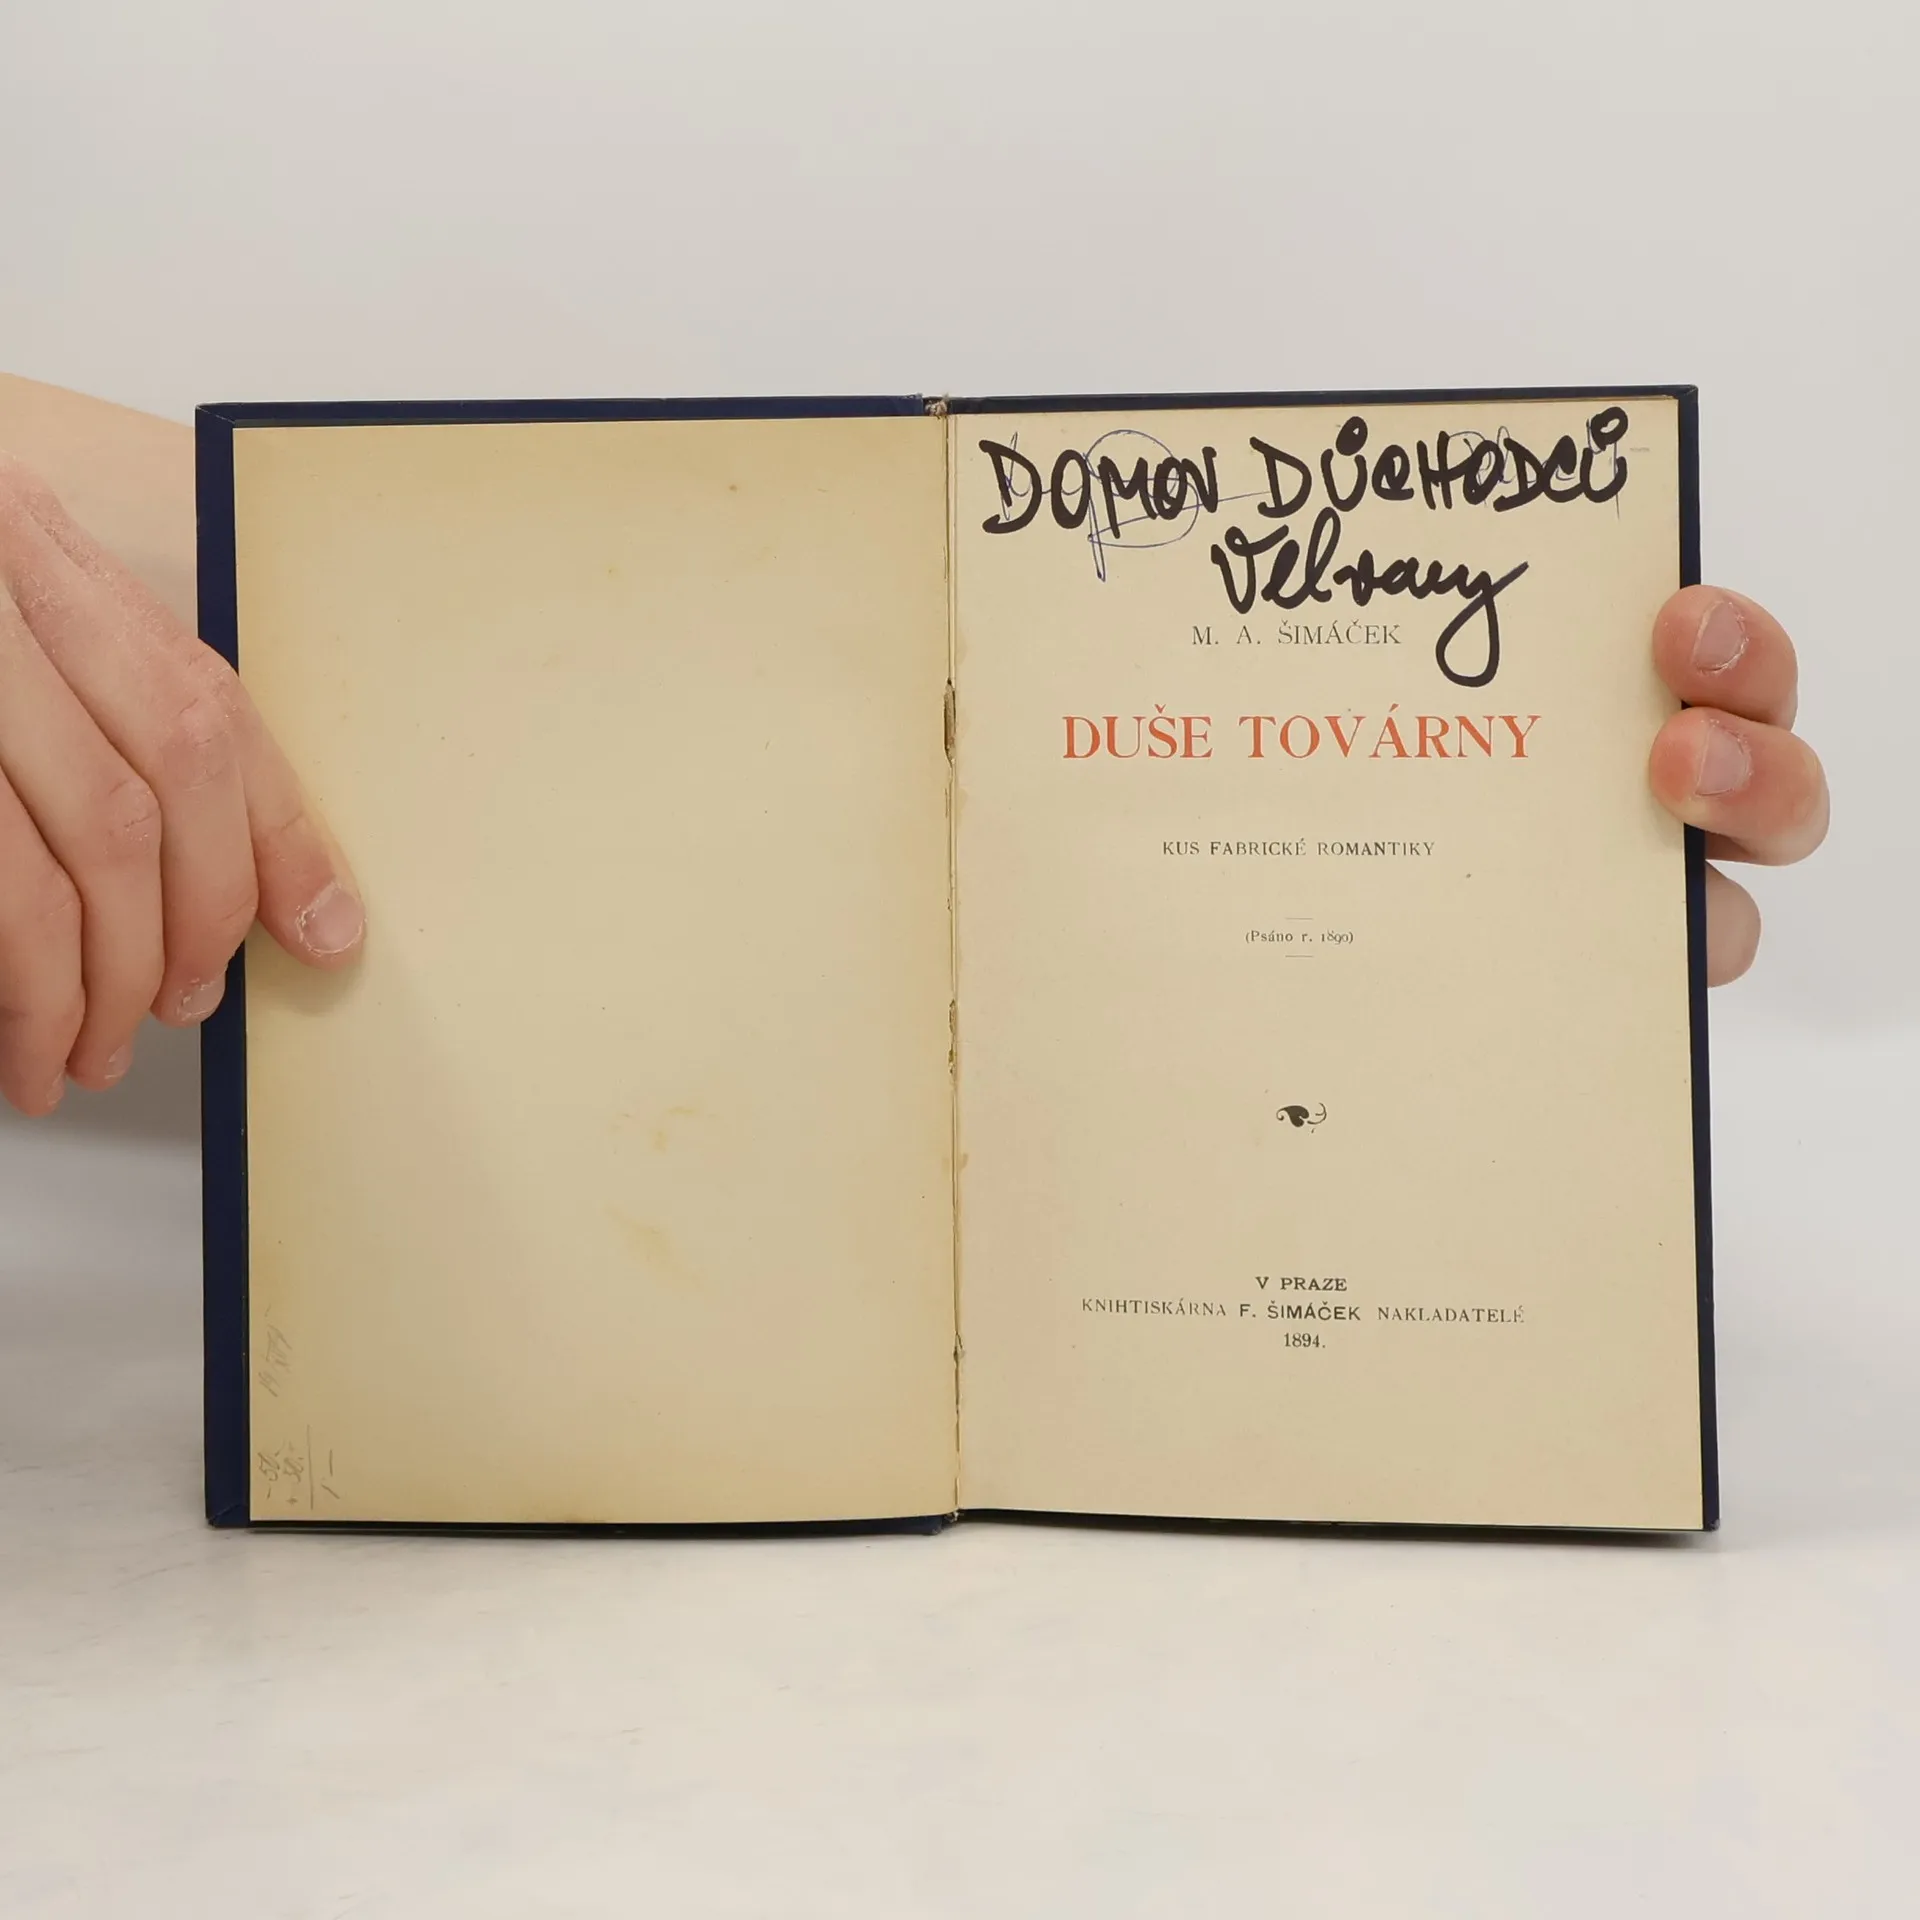 DOMOV DŮCHODCŮ
Velvary
M. A. ŠIMÁČEK
DUŠE TOVÁRNY
KUS FABRICKÉ ROMANTIKY
(Psáno r. 1890)
V PRAZE
KNIHTISKÁRNA F. ŠIMÁČEK NAKLADATELÉ
1894.